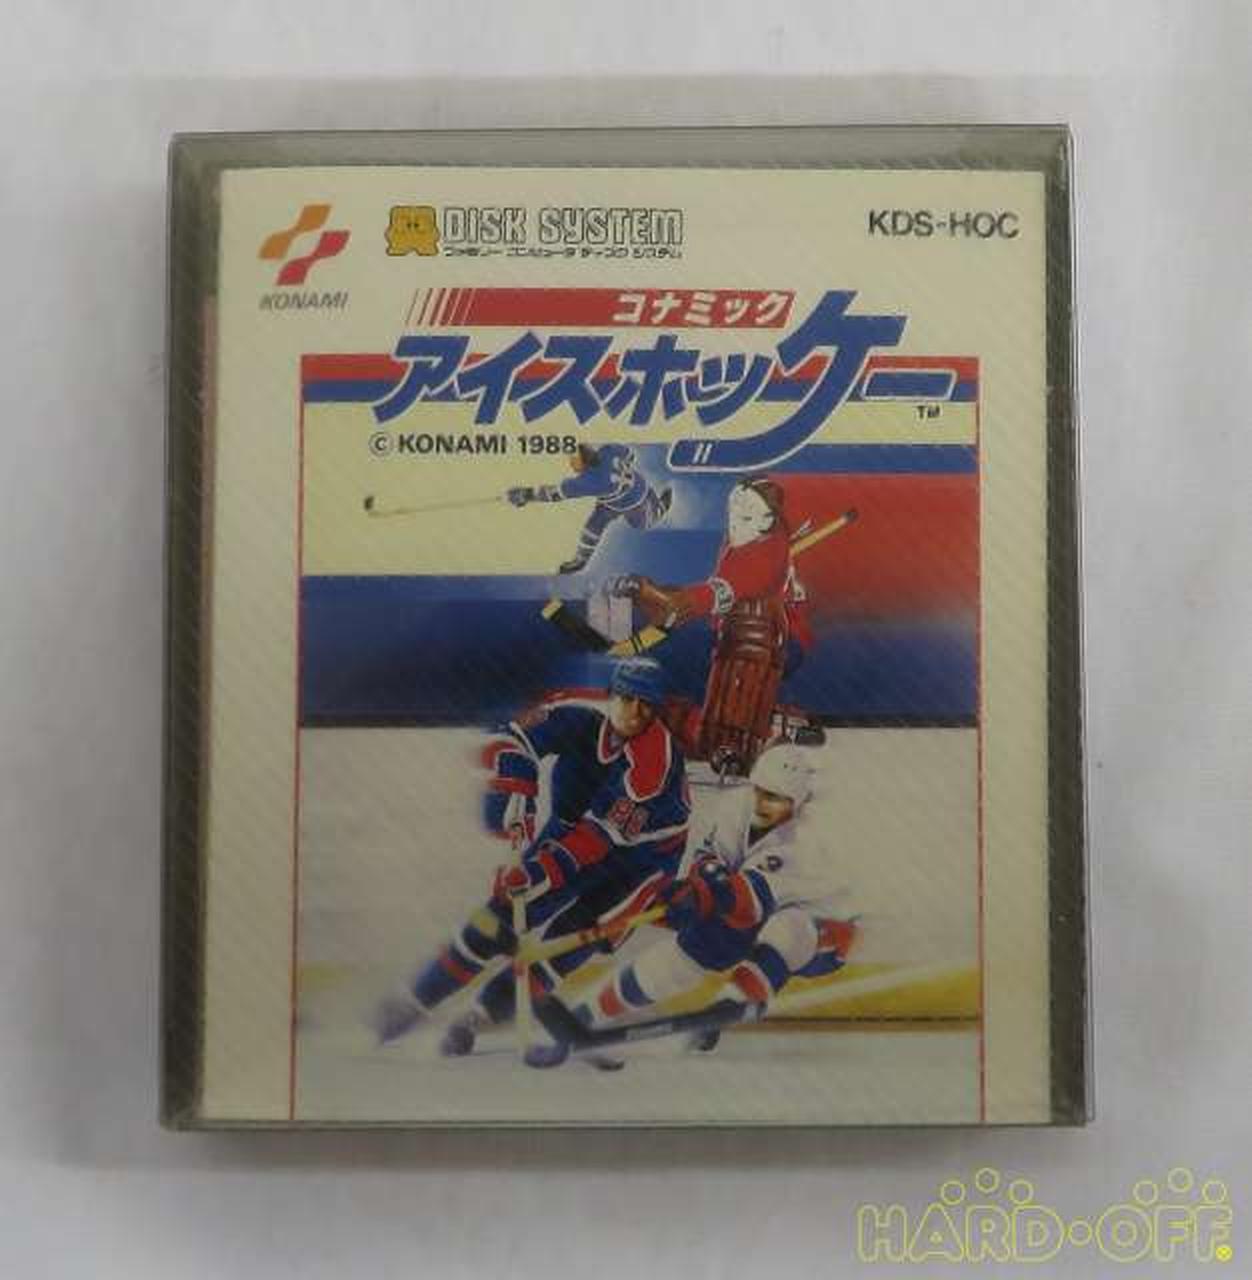 DISK SYSTEM
ファミリー コンピュータ ディスク システム
KDS-HOC
KONAMI
コナミック
アイスホッケー
TM
© KONAMI 1988
HARD・OFF